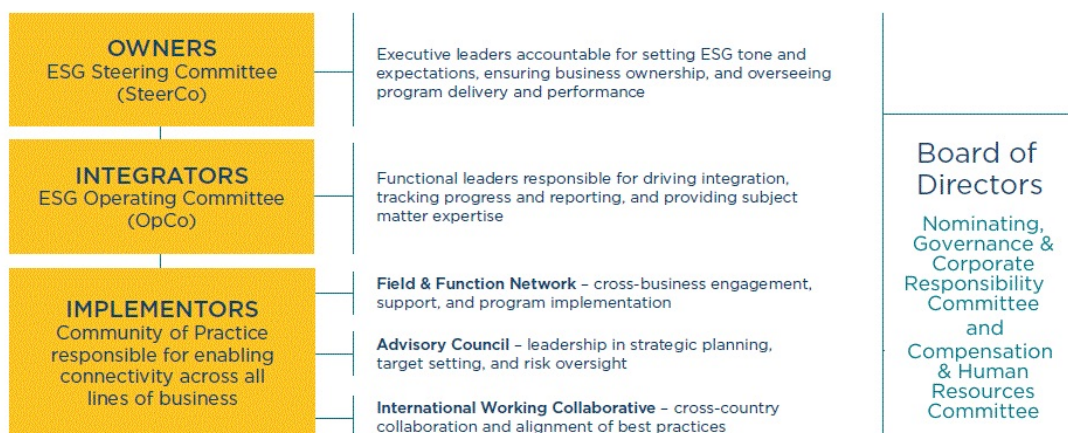 OWNERS
ESG Steering Committee
(SteerCo)
Executive leaders accountable for setting ESG tone and
expectations, ensuring business ownership, and overseeing
program delivery and performance
INTEGRATORS
ESG Operating Committee
(OpCo)
Functional leaders responsible for driving integration,
tracking progress and reporting, and providing subject
matter expertise
IMPLEMENTORS
Community of Practice
responsible for enabling
connectivity across all
lines of business
Field & Function Network – cross-business engagement,
support, and program implementation
Advisory Council – leadership in strategic planning,
target setting, and risk oversight
International Working Collaborative – cross-country
collaboration and alignment of best practices
Board of
Directors
Nominating,
Governance &
Corporate
Responsibility
Committee
and
Compensation
& Human
Resources
Committee